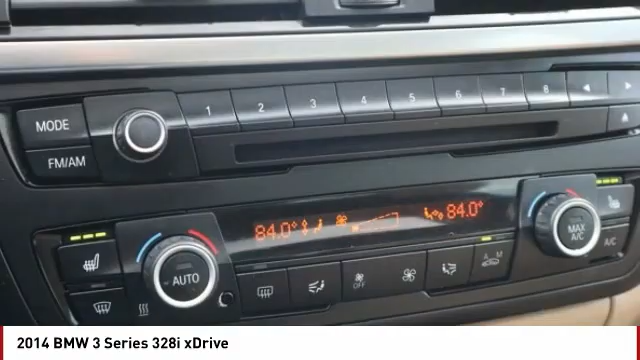 MODE
FM/AM
1 2 3 4 5 6 7 8
84.0° 84.0°
AUTO
MAX A/C
A/C
OFF
A M
2014 BMW 3 Series 328i xDrive